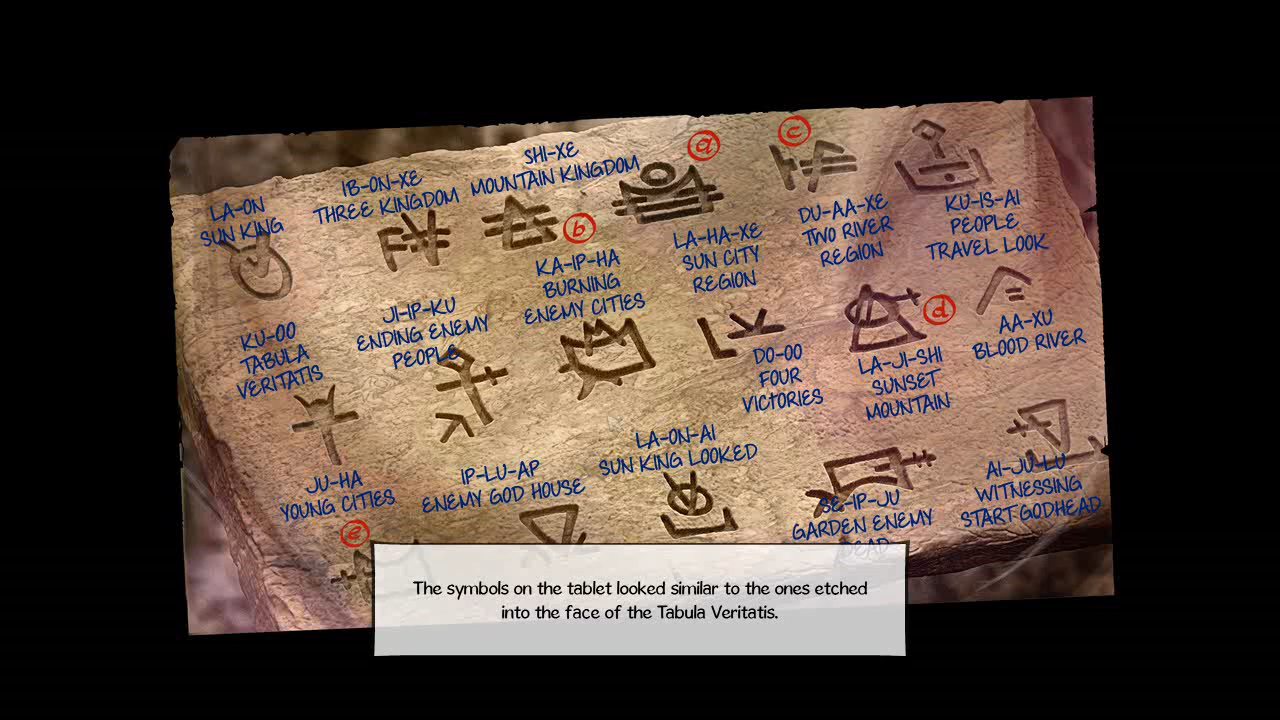 LA-ON
SUN KING
IB-ON-XE
THREE KINGDOM
SHI-XE
MOUNTAIN KINGDOM
a
c
b
LA-HA-XE
SUN CITY
REGION
DU-AA-XE
TWO RIVER
REGION
KU-IS-AI
PEOPLE
TRAVEL LOOK
KU-OO
TABULA
VERITATIS
JI-IP-KU
ENDING ENEMY
PEOPLE
KA-IP-HA
BURNING
ENEMY CITIES
DO-OO
FOUR
VICTORIES
d
LA-JI-SHI
SUNSET
MOUNTAIN
AA-XU
BLOOD RIVER
JU-HA
YOUNG CITIES
e
IP-LU-AP
ENEMY GOD HOUSE
LA-ON-AI
SUN KING LOOKED
SE-IP-JU
GARDEN ENEMY
DEAD
AI-JU-LU
WITNESSING
START GODHEAD
The symbols on the tablet looked similar to the ones etched
into the face of the Tabula Veritatis.